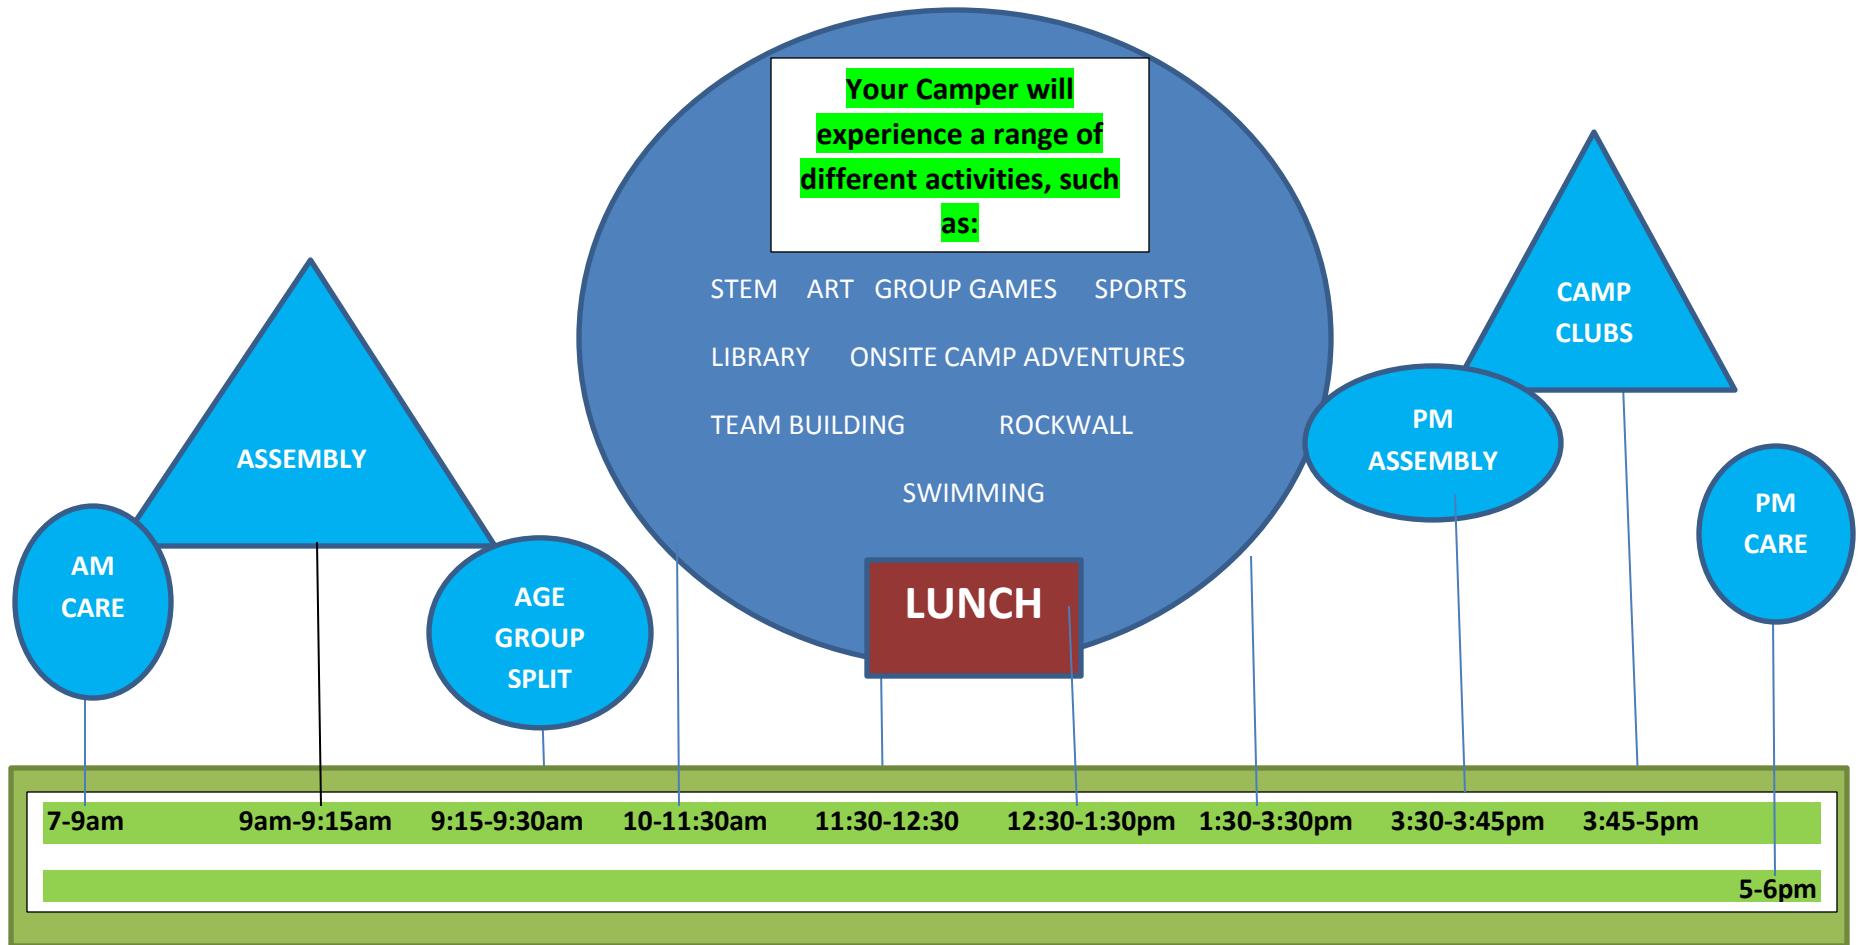 Your Camper will
experience a range of
different activities, such
as:
STEM ART GROUP GAMES SPORTS
LIBRARY ONSITE CAMP ADVENTURES
TEAM BUILDING ROCKWALL
SWIMMING
LUNCH
AM
CARE
ASSEMBLY
AGE
GROUP
SPLIT
PM
ASSEMBLY
CAMP
CLUBS
PM
CARE
7-9am 9am-9:15am 9:15-9:30am 10-11:30am 11:30-12:30 12:30-1:30pm 1:30-3:30pm 3:30-3:45pm 3:45-5pm
5-6pm